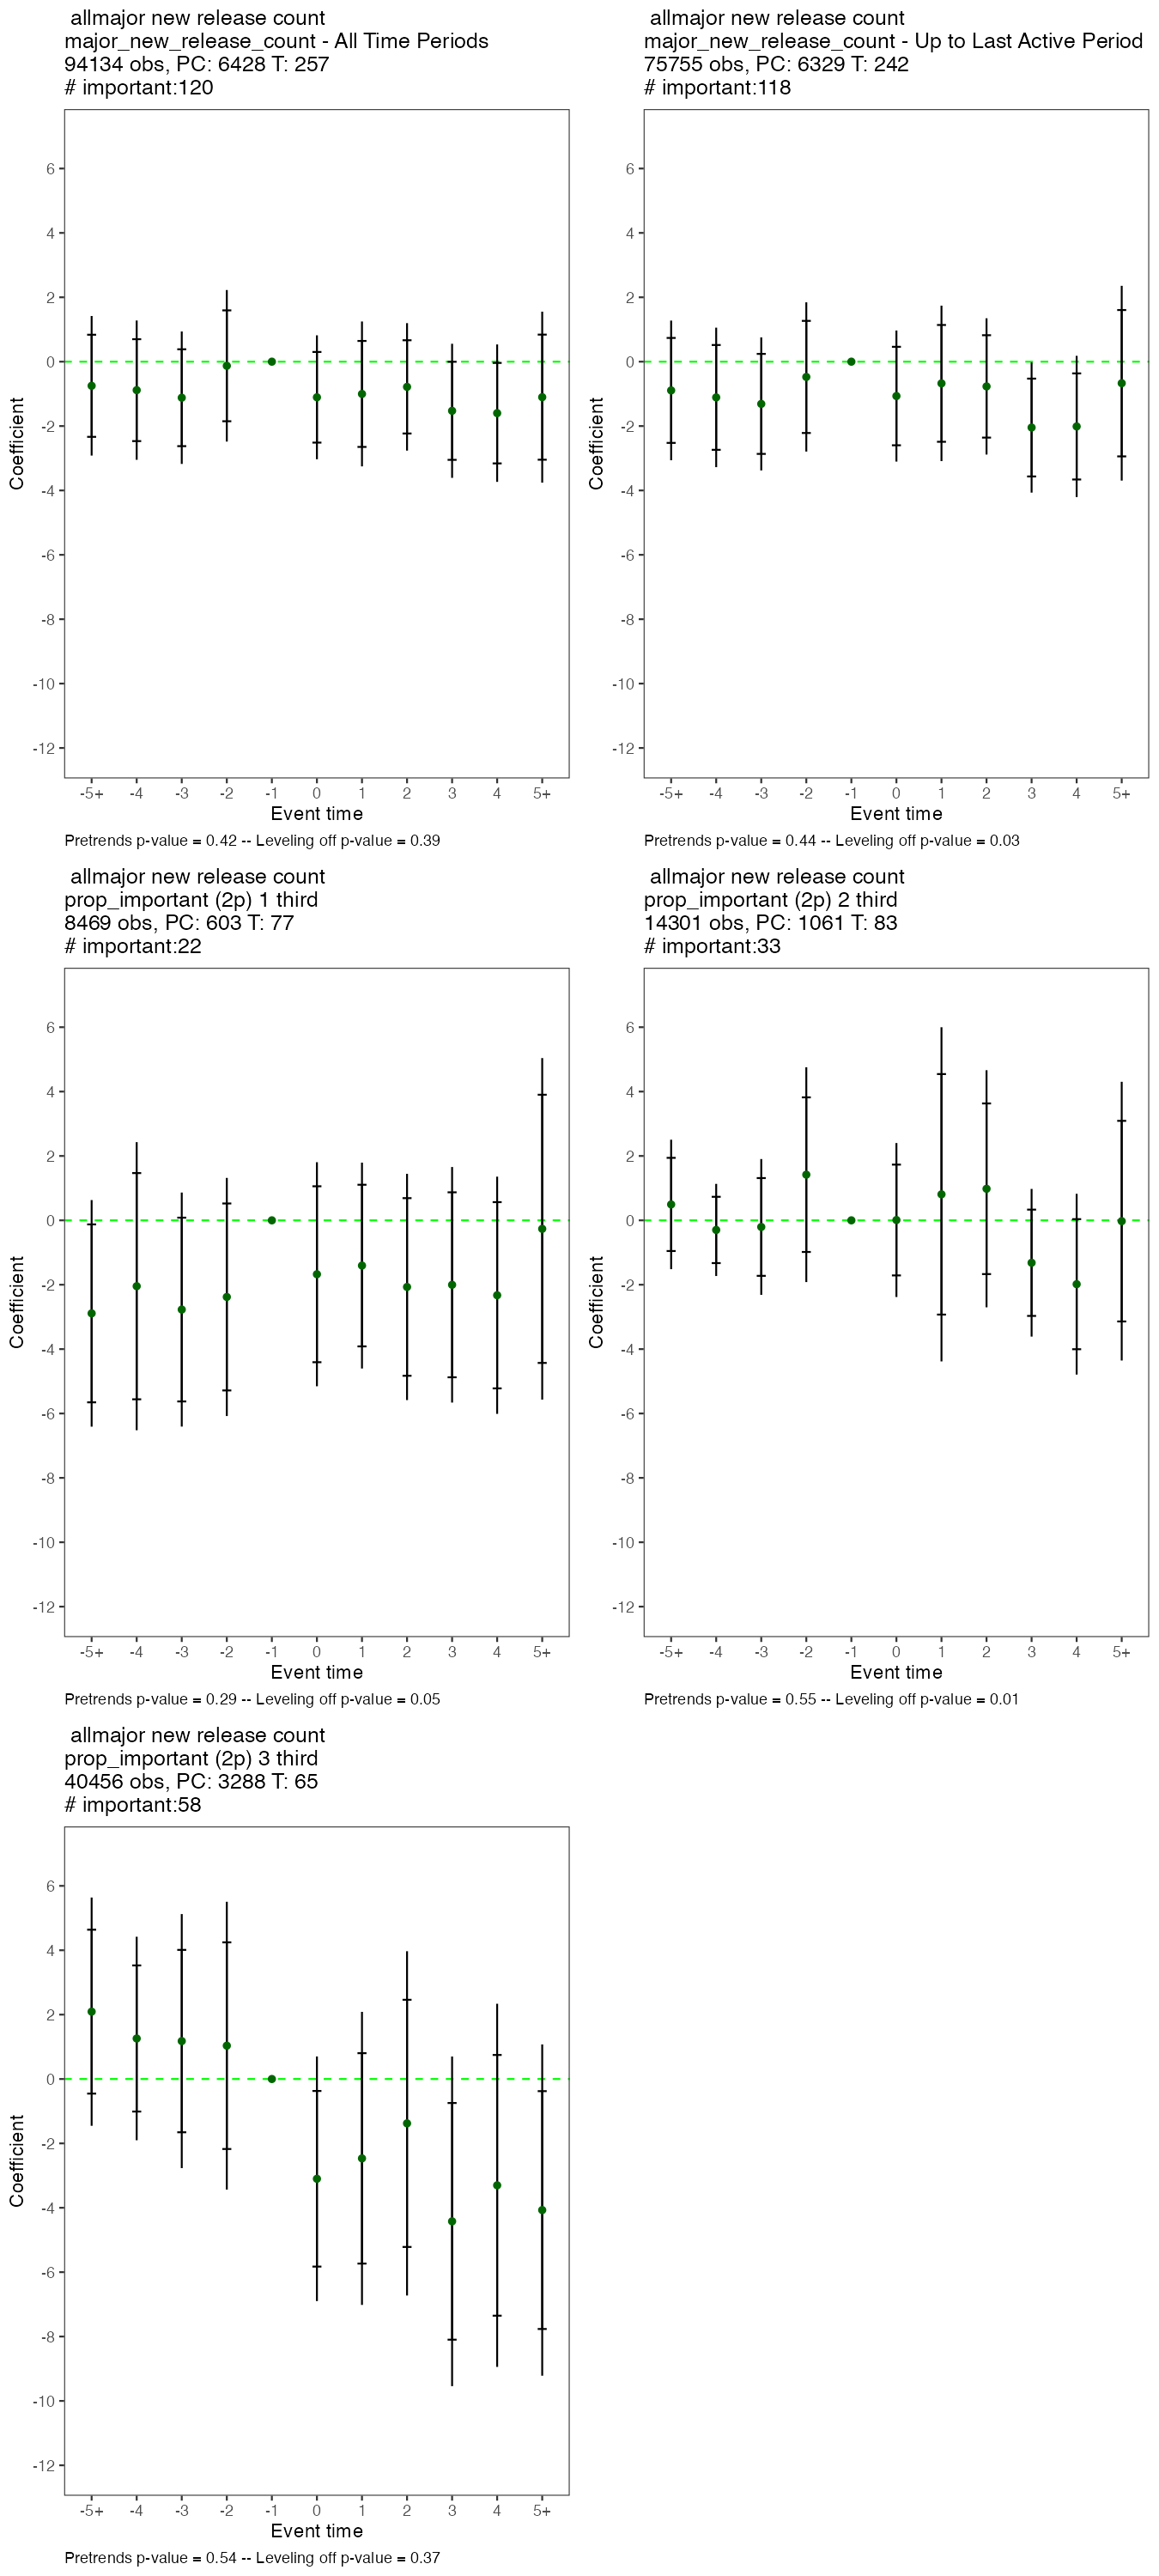 allmajor new release count
major_new_release_count - All Time Periods
94134 obs, PC: 6428 T: 257
# important:120
6
4
2
0
-2
-4
-6
-8
-10
-12
Coefficient
-5+ -4 -3 -2 -1 0 1 2 3 4 5+
Event time
Pretrends p-value = 0.42 -- Leveling off p-value = 0.39
allmajor new release count
major_new_release_count - Up to Last Active Period
75755 obs, PC: 6329 T: 242
# important:118
6
4
2
0
-2
-4
-6
-8
-10
-12
Coefficient
-5+ -4 -3 -2 -1 0 1 2 3 4 5+
Event time
Pretrends p-value = 0.44 -- Leveling off p-value = 0.03
allmajor new release count
prop_important (2p) 1 third
8469 obs, PC: 603 T: 77
# important:22
6
4
2
0
-2
-4
-6
-8
-10
-12
Coefficient
-5+ -4 -3 -2 -1 0 1 2 3 4 5+
Event time
Pretrends p-value = 0.29 -- Leveling off p-value = 0.05
allmajor new release count
prop_important (2p) 2 third
14301 obs, PC: 1061 T: 83
# important:33
6
4
2
0
-2
-4
-6
-8
-10
-12
Coefficient
-5+ -4 -3 -2 -1 0 1 2 3 4 5+
Event time
Pretrends p-value = 0.55 -- Leveling off p-value = 0.01
allmajor new release count
prop_important (2p) 3 third
40456 obs, PC: 3288 T: 65
# important:58
6
4
2
0
-2
-4
-6
-8
-10
-12
Coefficient
-5+ -4 -3 -2 -1 0 1 2 3 4 5+
Event time
Pretrends p-value = 0.54 -- Leveling off p-value = 0.37